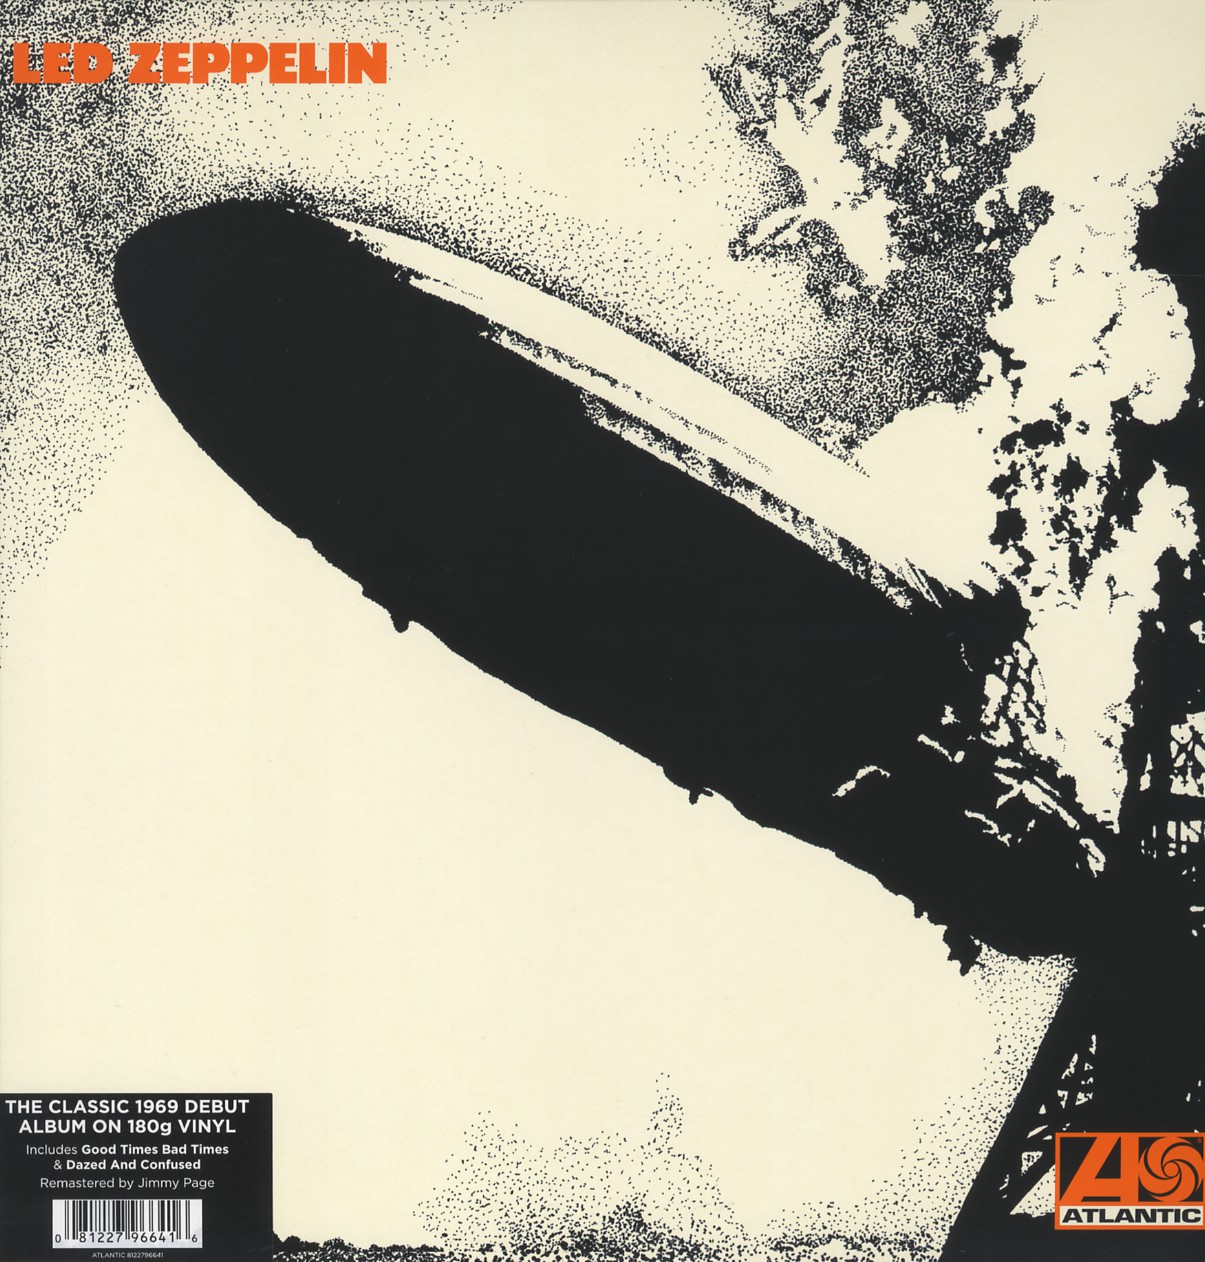 LED ZEPPELIN
THE CLASSIC 1969 DEBUT
ALBUM ON 180g VINYL
Includes Good Times Bad Times
& Dazed And Confused
Remastered by Jimmy Page
0 81227 96641 6
ATLANTIC 8122796641
ATLANTIC